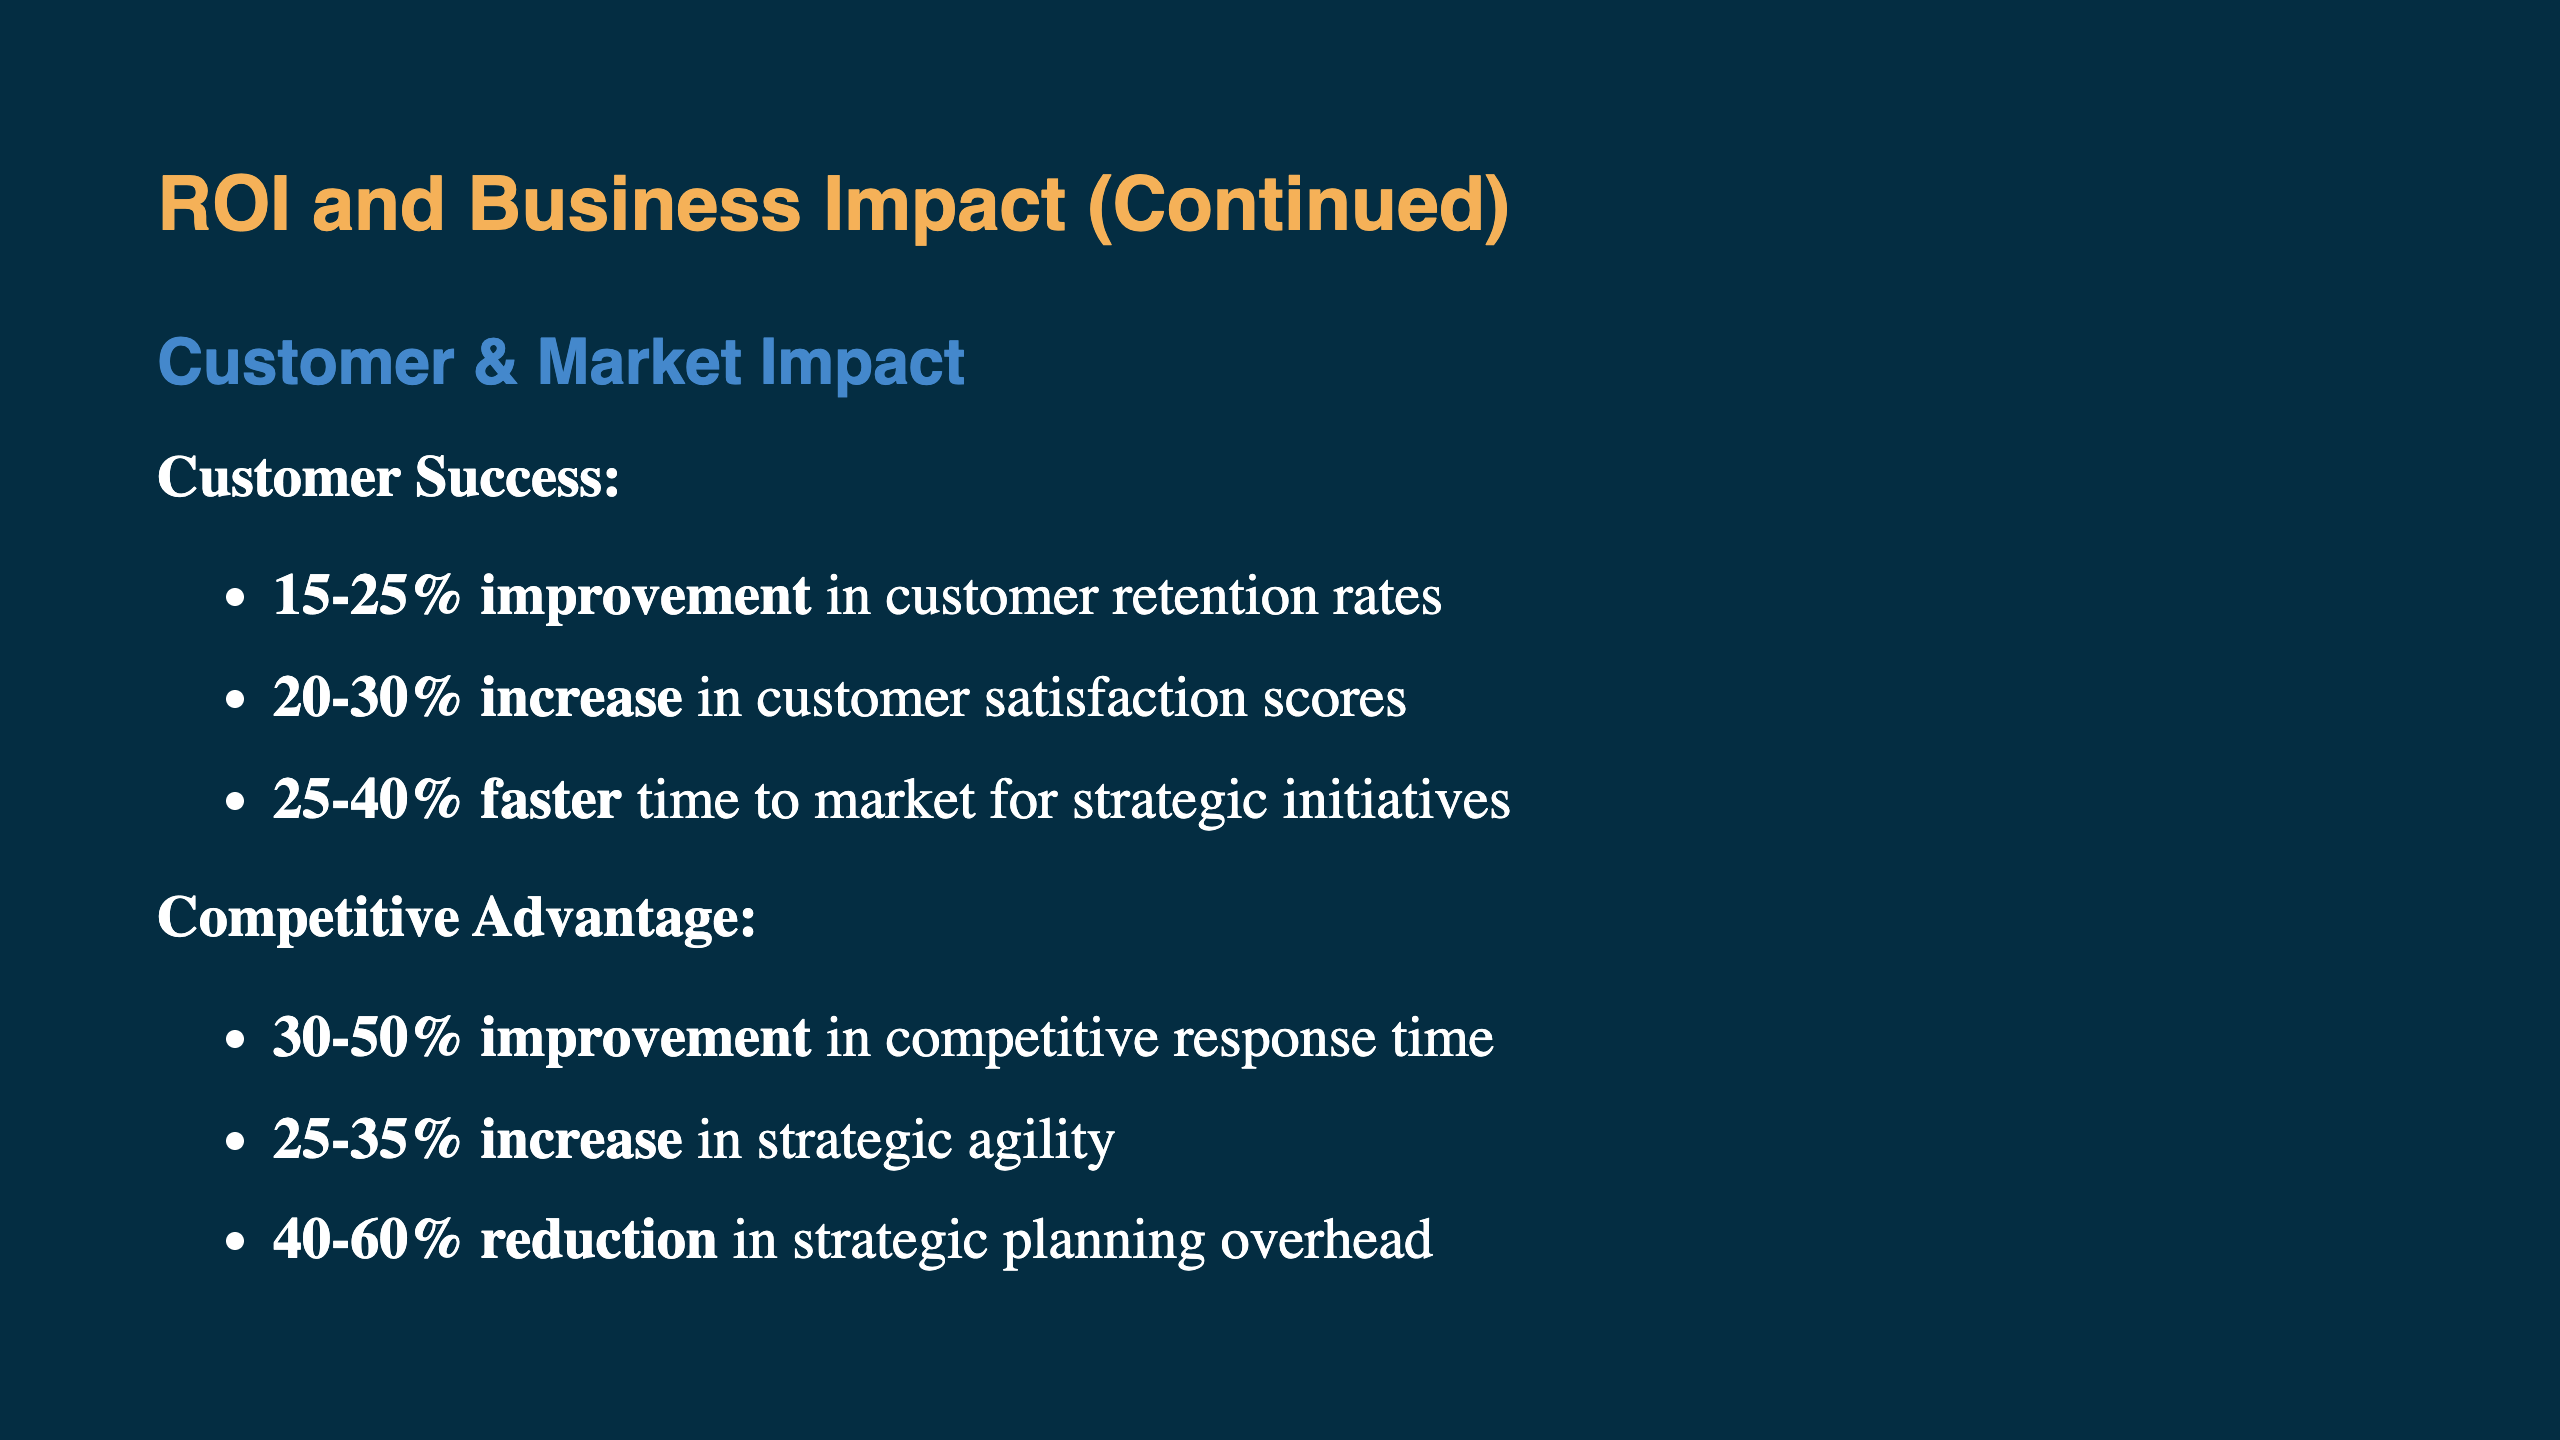 ROI and Business Impact (Continued)
Customer & Market Impact
Customer Success:
• 15-25% improvement in customer retention rates
• 20-30% increase in customer satisfaction scores
• 25-40% faster time to market for strategic initiatives
Competitive Advantage:
• 30-50% improvement in competitive response time
• 25-35% increase in strategic agility
• 40-60% reduction in strategic planning overhead